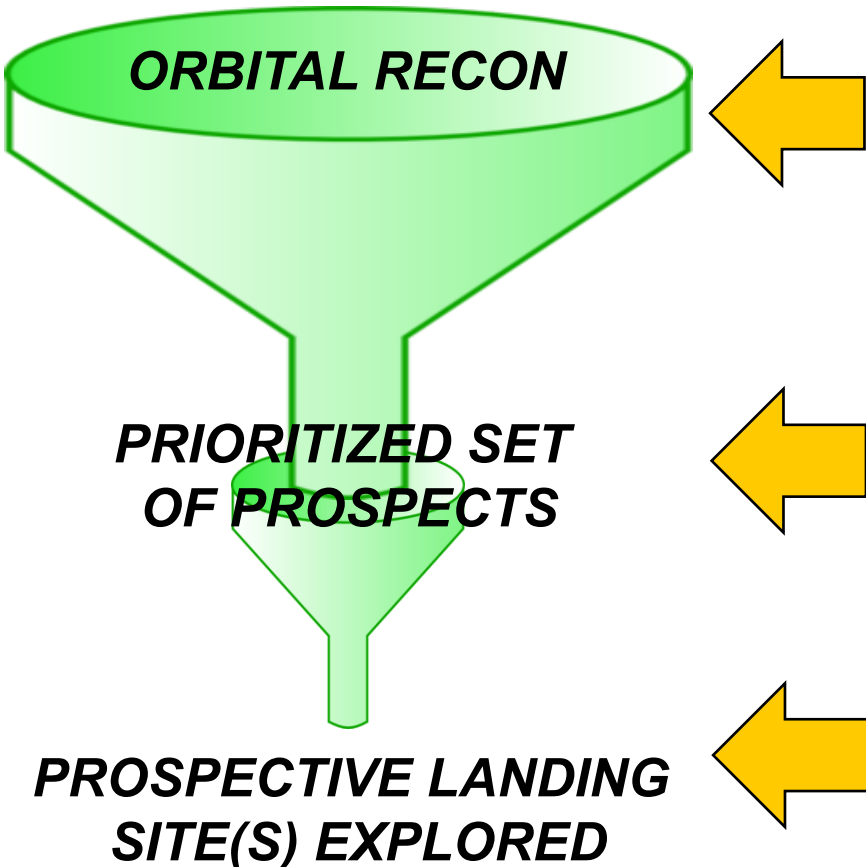 ORBITAL RECON
PRIORITIZED SET
OF PROSPECTS
PROSPECTIVE LANDING
SITE(S) EXPLORED